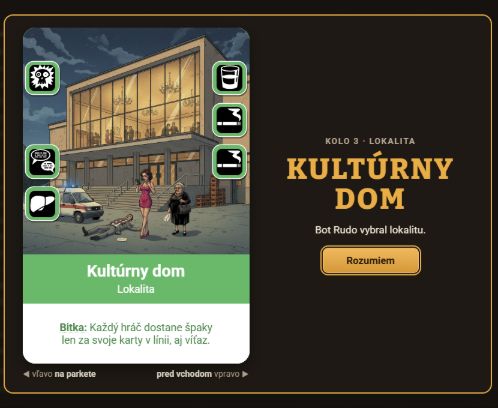 Kultúrny dom
Lokalita
Bitka: Každý hráč dostane špaky
len za svoje karty v línii, aj víťaz.
◀ vľavo na parkete
pred vchodom vpravo ▶
KOLO 3 · LOKALITA
KULTÚRNY
DOM
Bot Rudo vybral lokalitu.
Rozumiem